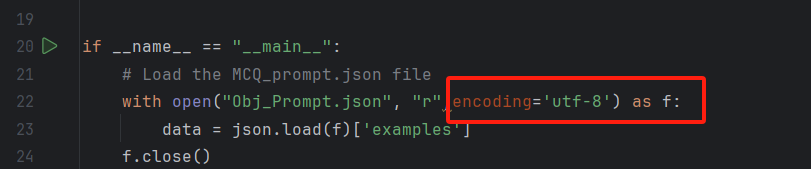 19
20 if __name__ == "__main__":
21 # Load the MCQ_prompt.json file
22 with open("Obj_Prompt.json", "r",encoding='utf-8') as f:
23 data = json.load(f)['examples']
24 f.close()